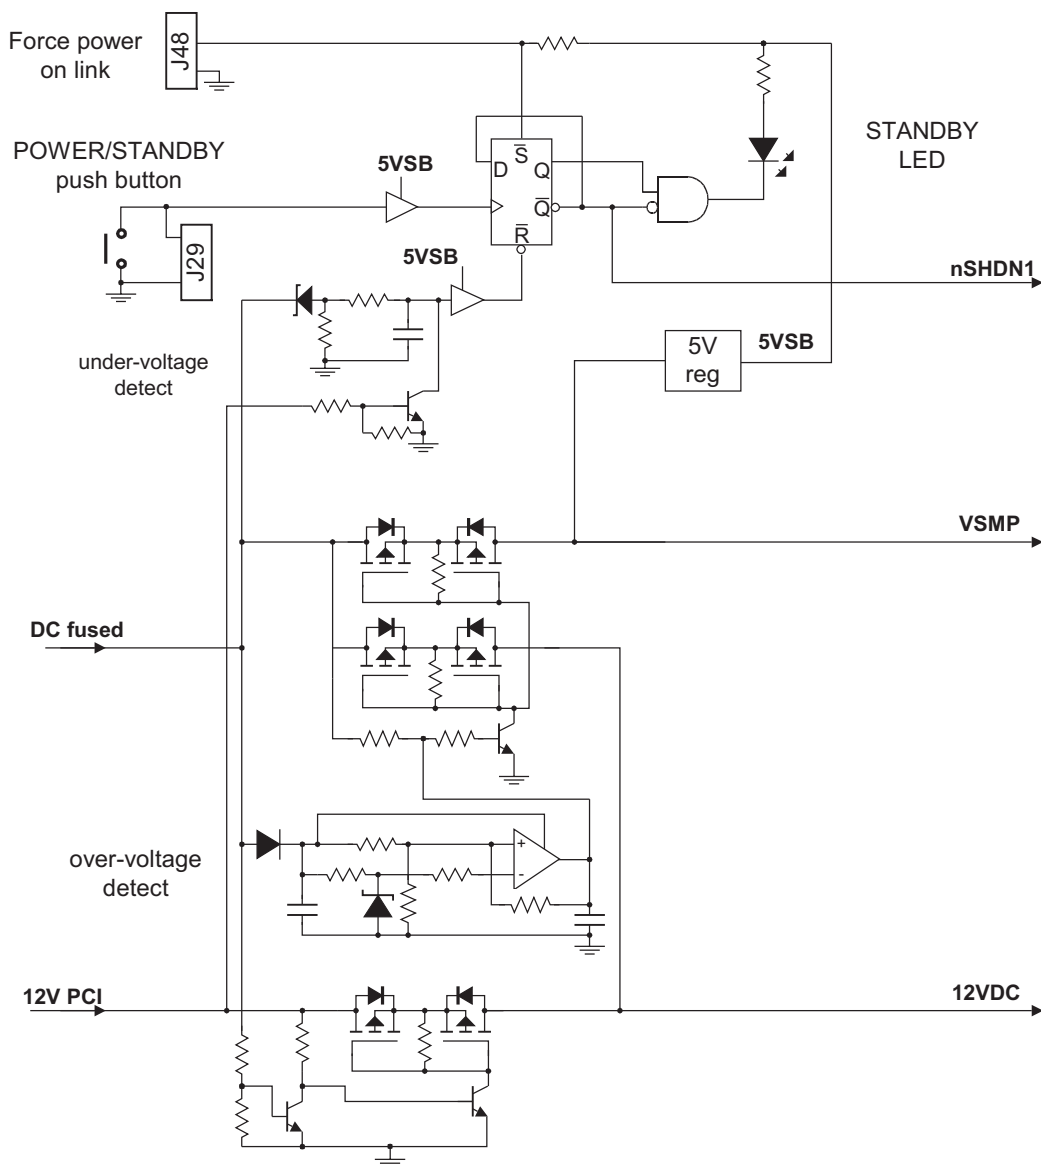 Force power
on link
J48
POWER/STANDBY
push button
5VSB
S
D
Q
Q
R
STANDBY
LED
J29
5VSB
nSHDN1
under-voltage
detect
5V
reg
5VSB
VSMP
DC fused
over-voltage
detect
+
-
12V PCI
12VDC